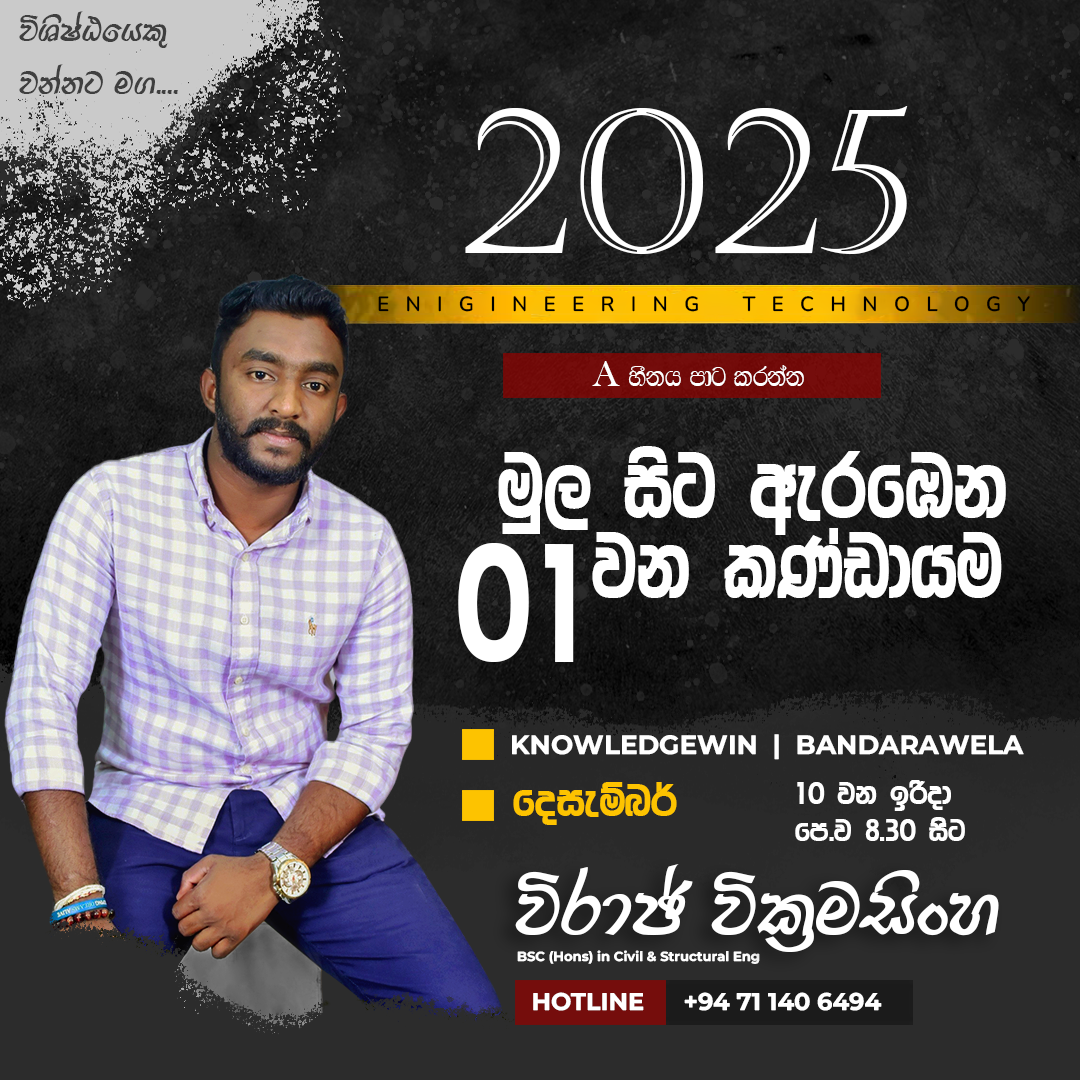 විශිෂ්ඨයෙකු
වන්නට මග....
2025
ENIGINEERING TECHNOLOGY
A හීනය පාට කරන්න
මුල සිට ඇරඹෙන
01 වන කණ්ඩායම
KNOWLEDGEWIN | BANDARAWELA
දෙසැම්බර්
10 වන ඉරිදා
පෙ.ව 8.30 සිට
විරාජ් වික්‍රමසිංහ
BSC (Hons) in Civil & Structural Eng
HOTLINE +94 71 140 6494